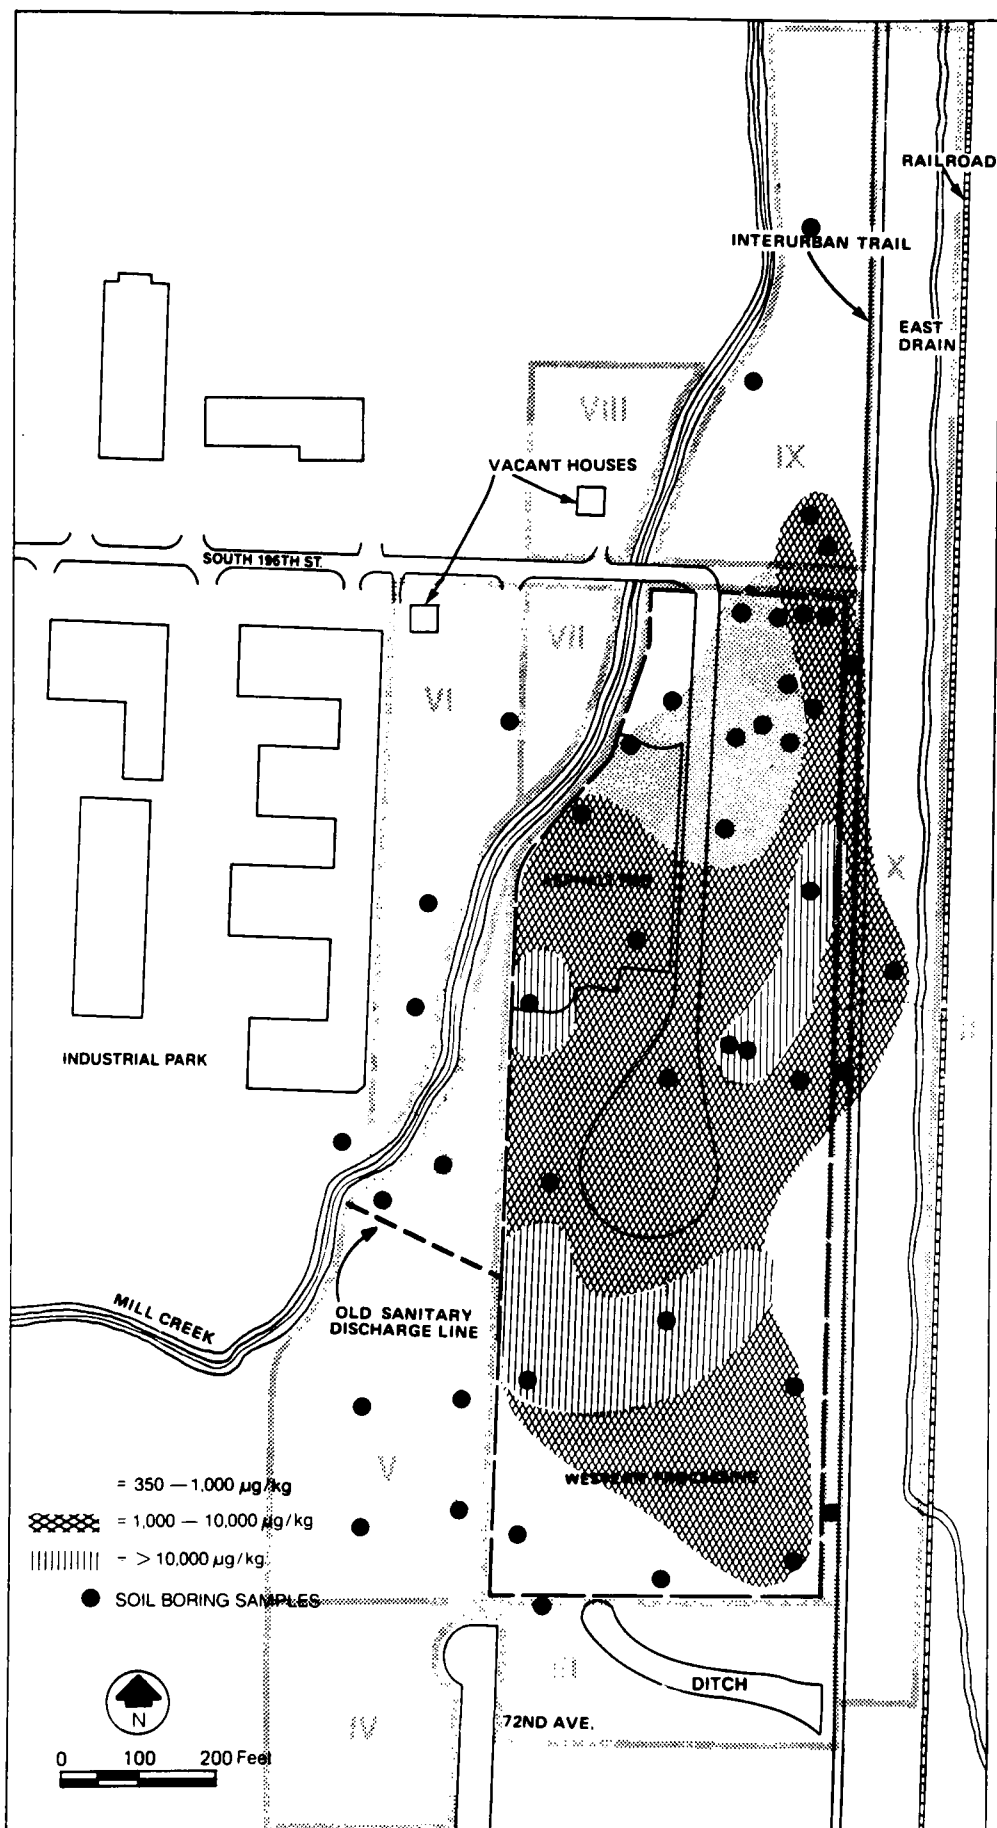 RAILROAD
INTERURBAN TRAIL
EAST
DRAIN
VIII
IX
VACANT HOUSES
SOUTH 196TH ST.
VII
VI
X
INDUSTRIAL PARK
MILL CREEK
OLD SANITARY
DISCHARGE LINE
V
WESTERN PROCESSING
= 350 — 1,000 µg/kg
= 1,000 — 10,000 µg/kg
= > 10,000 µg/kg
SOIL BORING SAMPLES
DITCH
72ND AVE.
IV
N
0 100 200 Feet